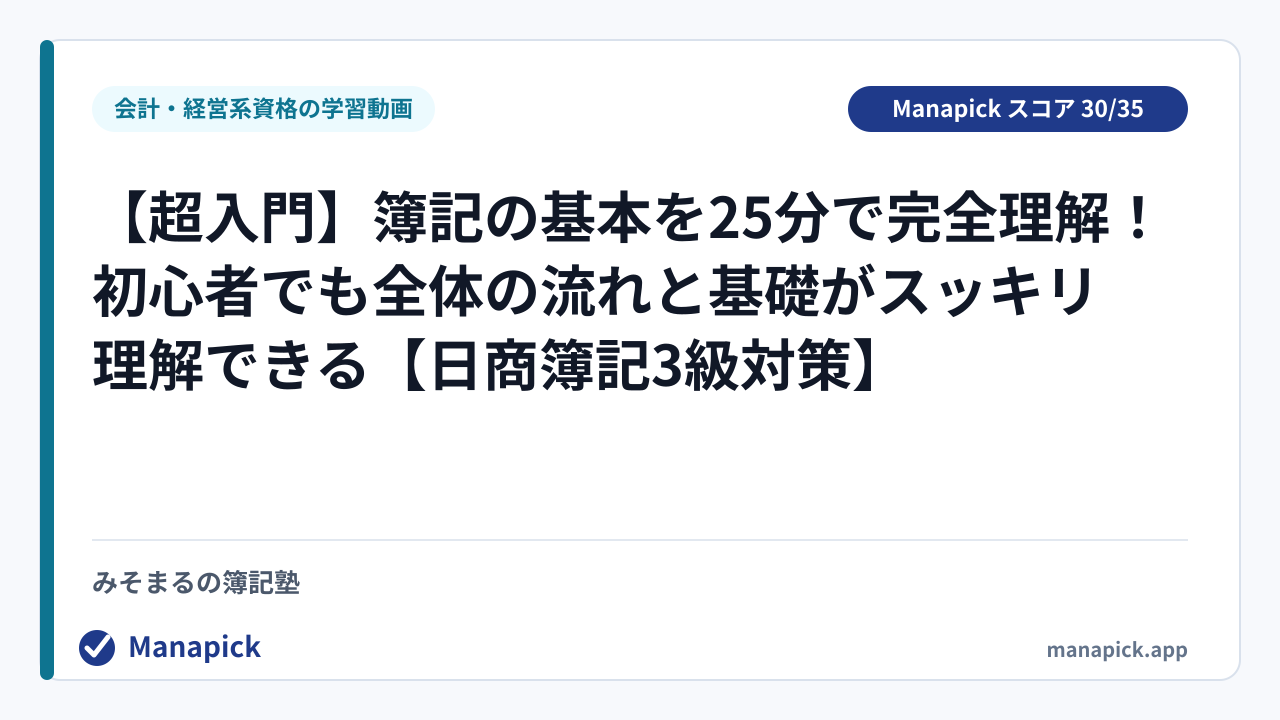 会計・経営系資格の学習動画
Manapick スコア 30/35
【超入門】簿記の基本を25分で完全理解！
初心者でも全体の流れと基礎がスッキリ
理解できる【日商簿記3級対策】
みそまるの簿記塾
Manapick
manapick.app